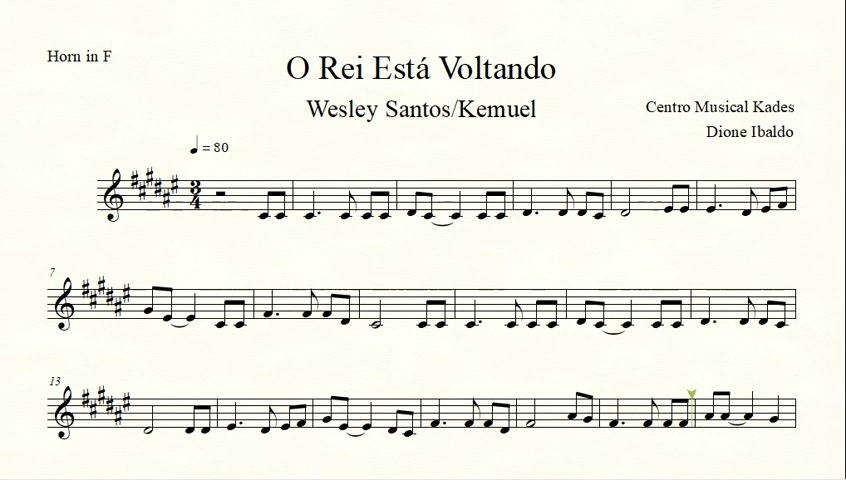 Horn in F
O Rei Está Voltando
Wesley Santos/Kemuel
Centro Musical Kades
Dione Ibaldo
= 80
3
4
7
13